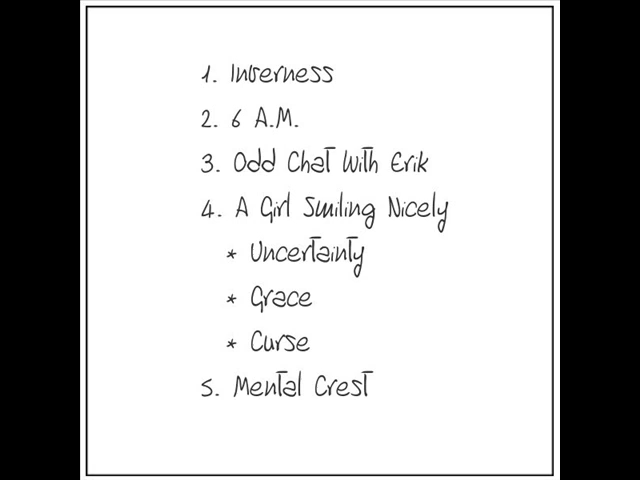 1. Inverness
2. 6 A.M.
3. Odd Chat With Erik
4. A Girl Smiling Nicely
* Uncertainty
* Grace
* Curse
5. Mental Crest